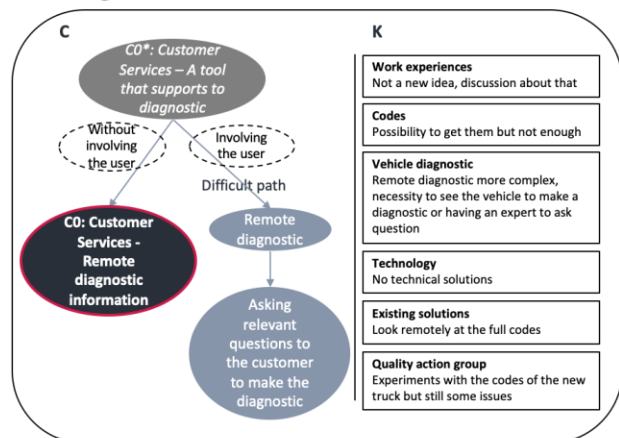 C
C0*: Customer
Services – A tool
that supports to
diagnostic
Without
involving
the user
Involving
the user
Difficult path
C0: Customer
Services -
Remote
diagnostic
information
Remote
diagnostic
Asking
relevant
questions to
the customer
to make the
diagnostic
K
Work experiences
Not a new idea, discussion about that
Codes
Possibility to get them but not enough
Vehicle diagnostic
Remote diagnostic more complex,
necessity to see the vehicle to make a
diagnostic or having an expert to ask
question
Technology
No technical solutions
Existing solutions
Look remotely at the full codes
Quality action group
Experiments with the codes of the new
truck but still some issues